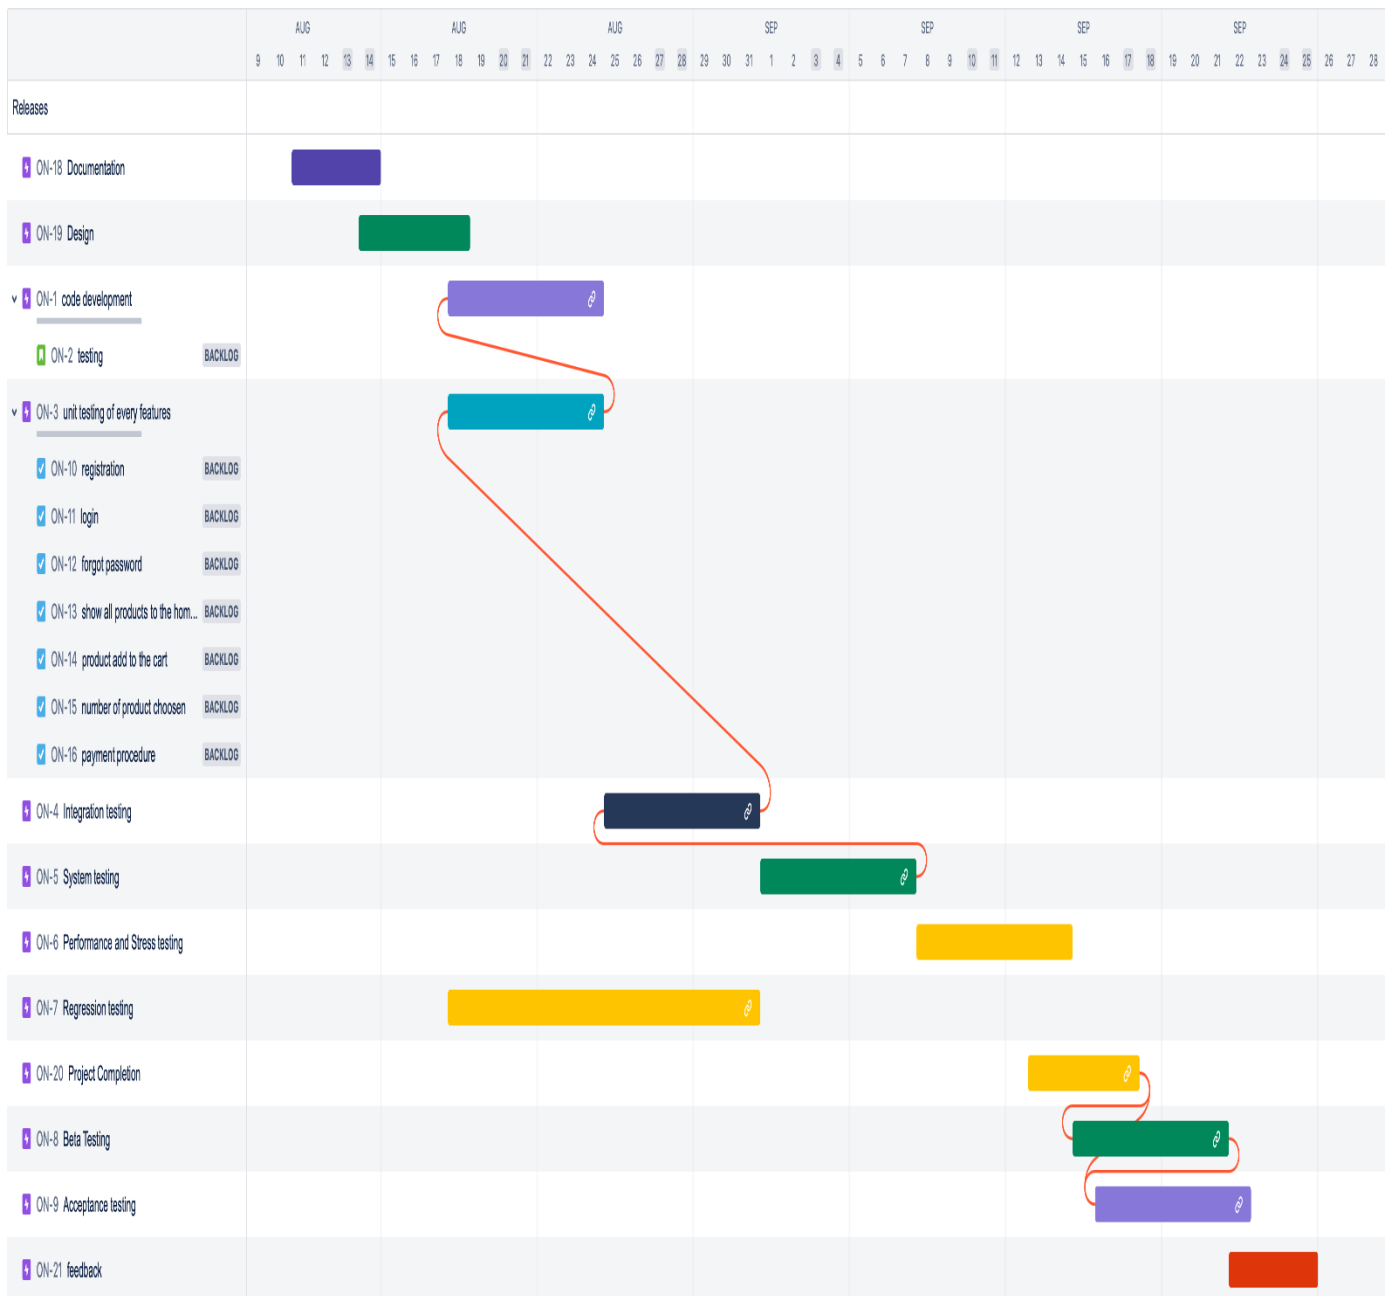 AUG AUG AUG SEP SEP SEP SEP
9 10 11 12 13 14 15 16 17 18 19 20 21 22 23 24 25 26 27 28 29 30 31 1 2 3 4 5 6 7 8 9 10 11 12 13 14 15 16 17 18 19 20 21 22 23 24 25 26 27 28
Releases
ON-18 Documentation
ON-19 Design
ON-1 code development
ON-2 testing BACKLOG
ON-3 unit testing of every features
ON-10 registration BACKLOG
ON-11 login BACKLOG
ON-12 forgot password BACKLOG
ON-13 show all products to the hom... BACKLOG
ON-14 product add to the cart BACKLOG
ON-15 number of product choosen BACKLOG
ON-16 payment procedure BACKLOG
ON-4 Integration testing
ON-5 System testing
ON-6 Performance and Stress testing
ON-7 Regression testing
ON-20 Project Completion
ON-8 Beta Testing
ON-9 Acceptance testing
ON-21 feedback